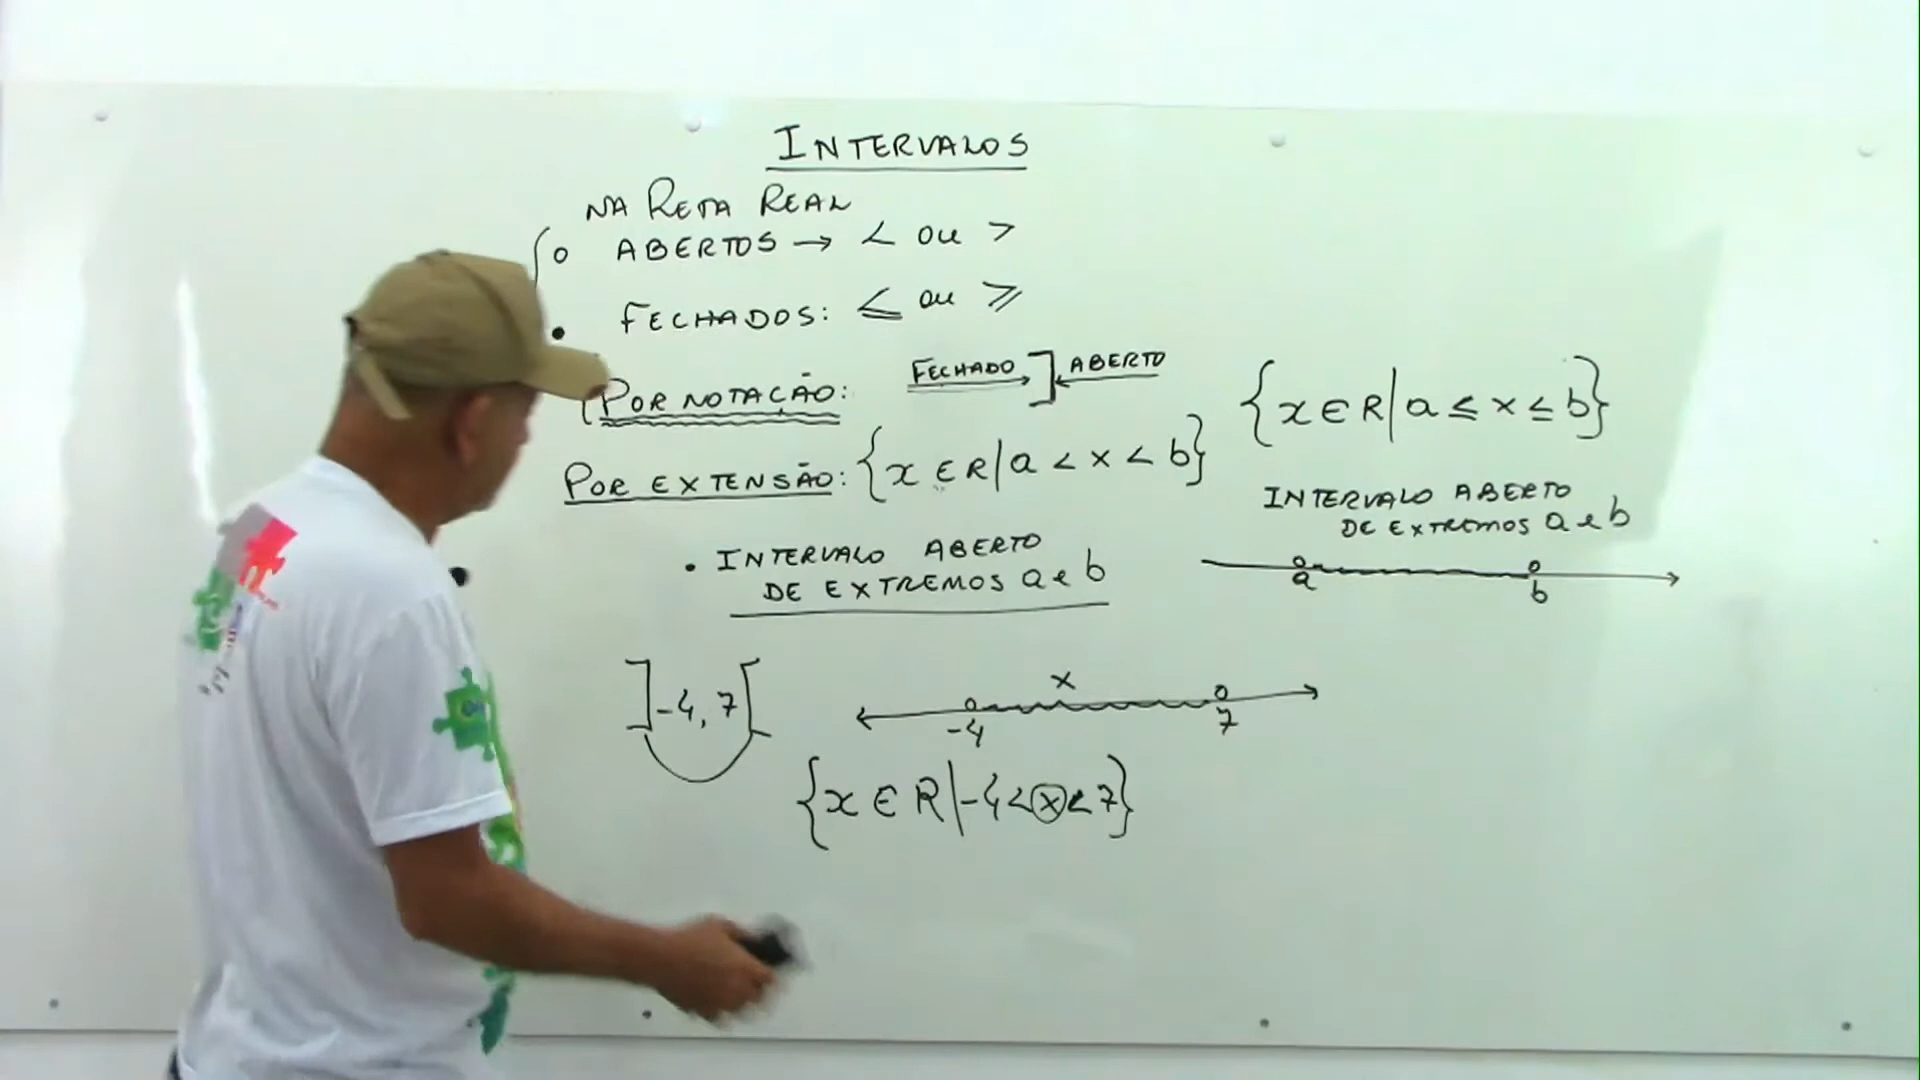 INTERVALOS
NA RETA REAL
o ABERTOS → < ou >
• FECHADOS: ≤ ou ≥
POR NOTAÇÃO: FECHADO ] ABERTO
POR EXTENSÃO: {x ∈ R | a < x < b}
{x ∈ R | a ≤ x ≤ b}
• INTERVALO ABERTO
DE EXTREMOS a e b
INTERVALO ABERTO
DE EXTREMOS a e b
a b
]-4, 7[
x
-4 7
{x ∈ R | -4 < x < 7}